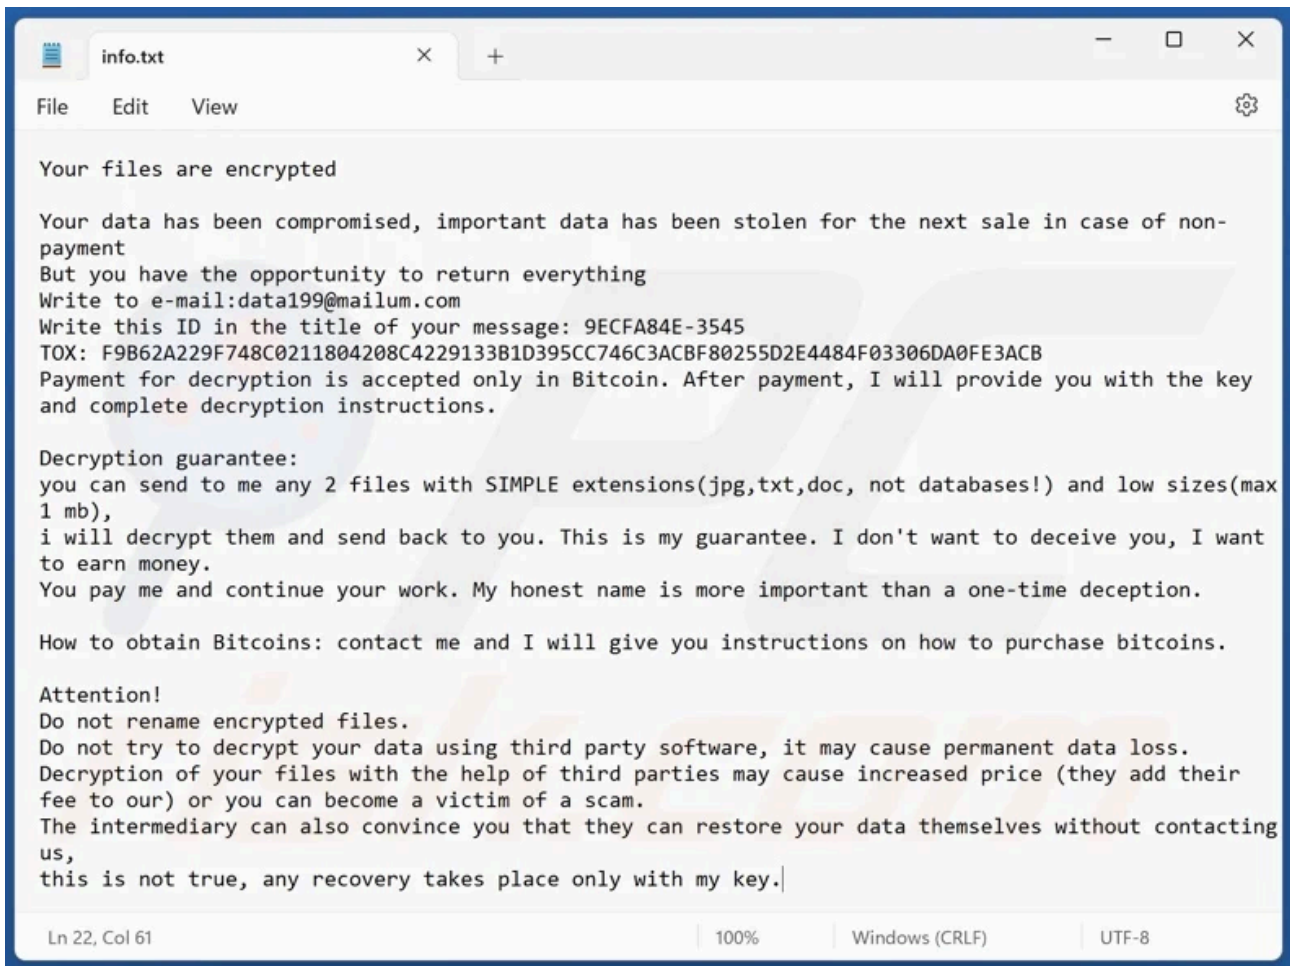 info.txt
File Edit View
Your files are encrypted
Your data has been compromised, important data has been stolen for the next sale in case of non-
payment
But you have the opportunity to return everything
Write to e-mail:data199@mailum.com
Write this ID in the title of your message: 9ECFA84E-3545
TOX: F9B62A229F748C0211804208C4229133B1D395CC746C3ACBF80255D2E4484F03306DA0FE3ACB
Payment for decryption is accepted only in Bitcoin. After payment, I will provide you with the key
and complete decryption instructions.
Decryption guarantee:
you can send to me any 2 files with SIMPLE extensions(jpg,txt,doc, not databases!) and low sizes(max
1 mb),
i will decrypt them and send back to you. This is my guarantee. I don't want to deceive you, I want
to earn money.
You pay me and continue your work. My honest name is more important than a one-time deception.
How to obtain Bitcoins: contact me and I will give you instructions on how to purchase bitcoins.
Attention!
Do not rename encrypted files.
Do not try to decrypt your data using third party software, it may cause permanent data loss.
Decryption of your files with the help of third parties may cause increased price (they add their
fee to our) or you can become a victim of a scam.
The intermediary can also convince you that they can restore your data themselves without contacting
us,
this is not true, any recovery takes place only with my key.
Ln 22, Col 61 100% Windows (CRLF) UTF-8
PC
risk.com